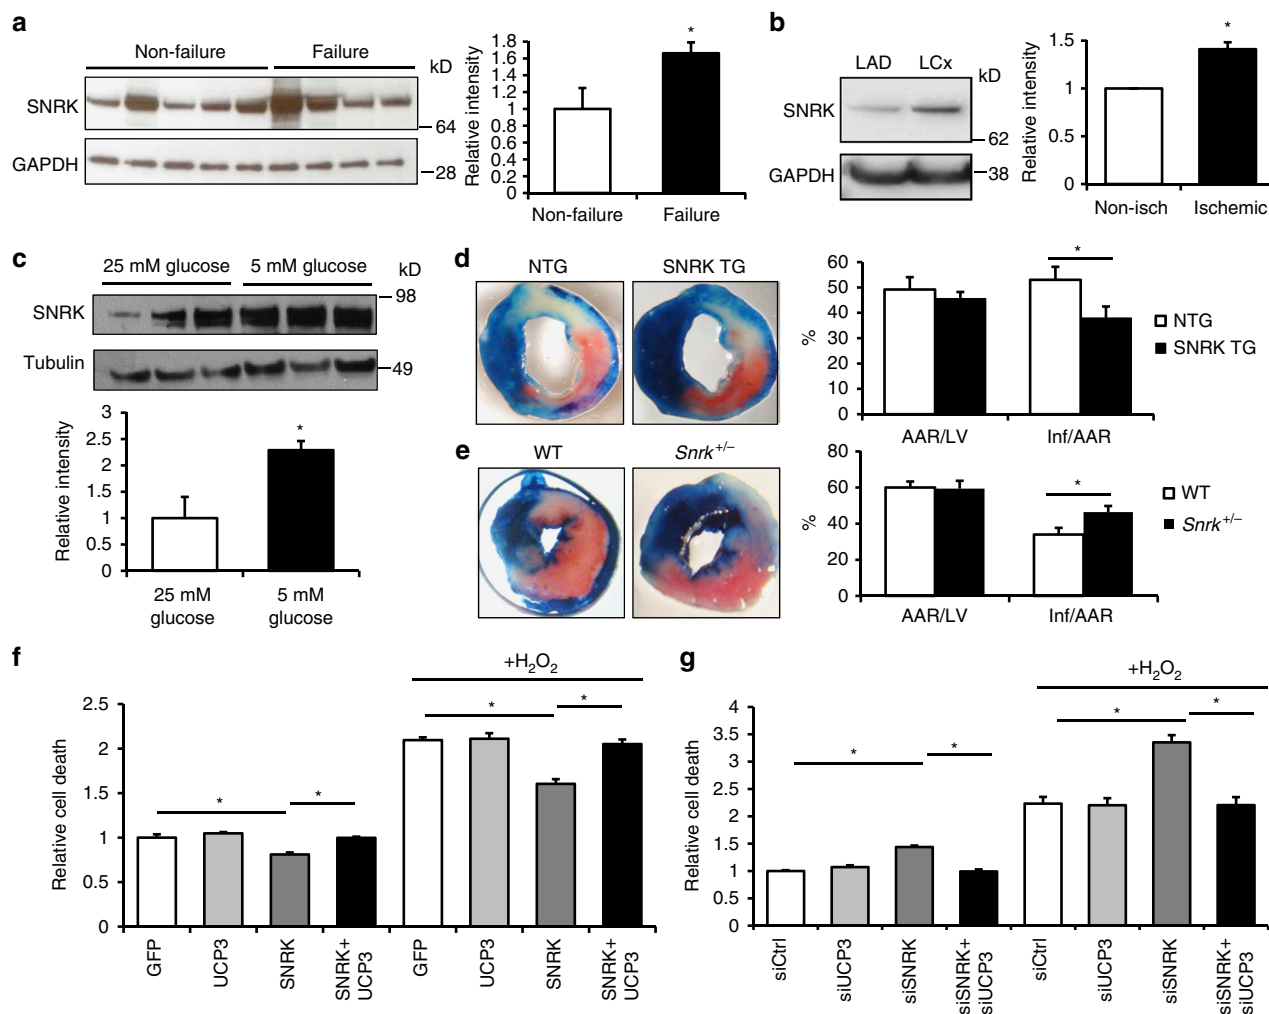 a
Non-failure Failure
kD
SNRK
64
GAPDH
28
Relative intensity
1.8
1.6
1.4
1.2
1
0.8
0.6
0.4
0.2
0
*
Non-failure Failure
b
LAD LCx
kD
SNRK
62
GAPDH
38
Relative intensity
1.5
1
0.5
0
*
Non-isch Ischemic
c
25 mM glucose 5 mM glucose
kD
98
SNRK
Tubulin
49
Relative intensity
3
2.5
2
1.5
1
0.5
0
*
25 mM glucose
5 mM glucose
d
NTG SNRK TG
%
60
50
40
30
20
10
0
*
AAR/LV Inf/AAR
NTG
SNRK TG
e
WT Snrk+/–
%
80
60
40
20
0
*
AAR/LV Inf/AAR
WT
Snrk+/–
f
+H2O2
Relative cell death
2.5
2
1.5
1
0.5
0
* * * *
GFP
UCP3
SNRK
SNRK+ UCP3
GFP
UCP3
SNRK
SNRK+ UCP3
g
+H2O2
Relative cell death
4
3.5
3
2.5
2
1.5
1
0.5
0
* * * *
siCtrl
siUCP3
siSNRK
siSNRK+ siUCP3
siCtrl
siUCP3
siSNRK
siSNRK+ siUCP3